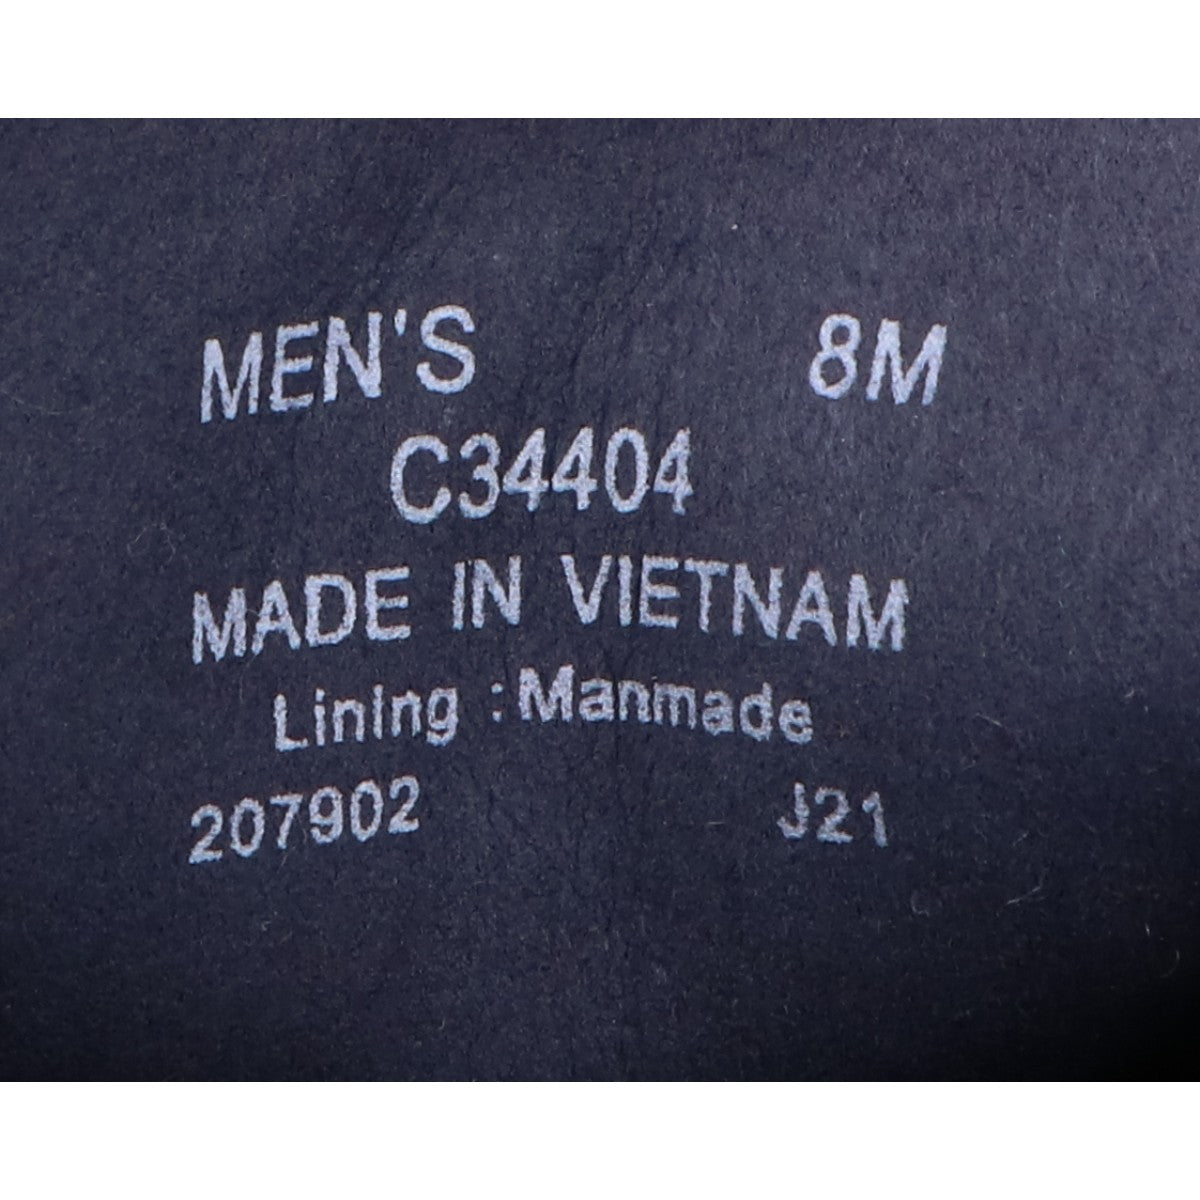 MEN'S 8M
C34404
MADE IN VIETNAM
Lining :Manmade
207902 J21